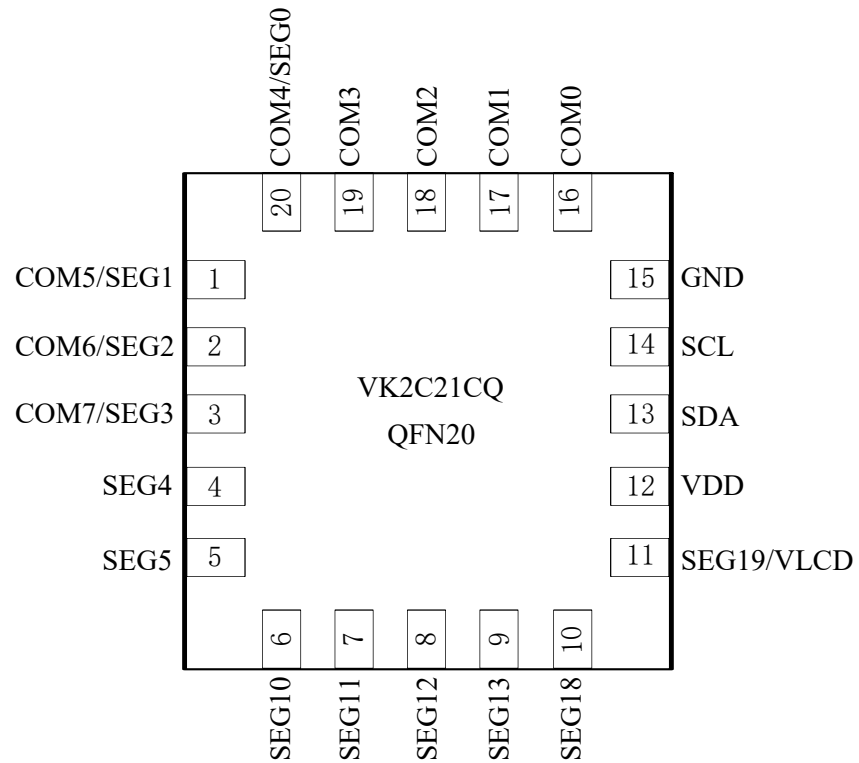 COM4/SEG0 COM3 COM2 COM1 COM0
20 19 18 17 16
COM5/SEG1 1 15 GND
COM6/SEG2 2 14 SCL
VK2C21CQ
COM7/SEG3 3 13 SDA
QFN20
SEG4 4 12 VDD
SEG5 5 11 SEG19/VLCD
6 7 8 9 10
SEG10 SEG11 SEG12 SEG13 SEG18